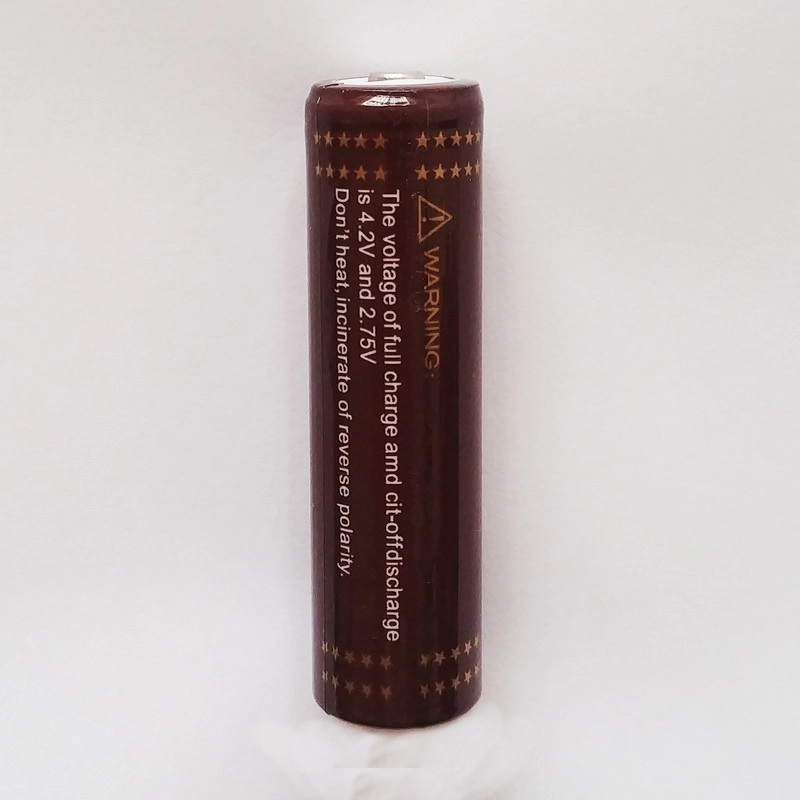 WARNING:
The voltage of full charge amd cit-offdischarge
is 4.2V and 2.75V
Don't heat, incinerate of reverse polarity.